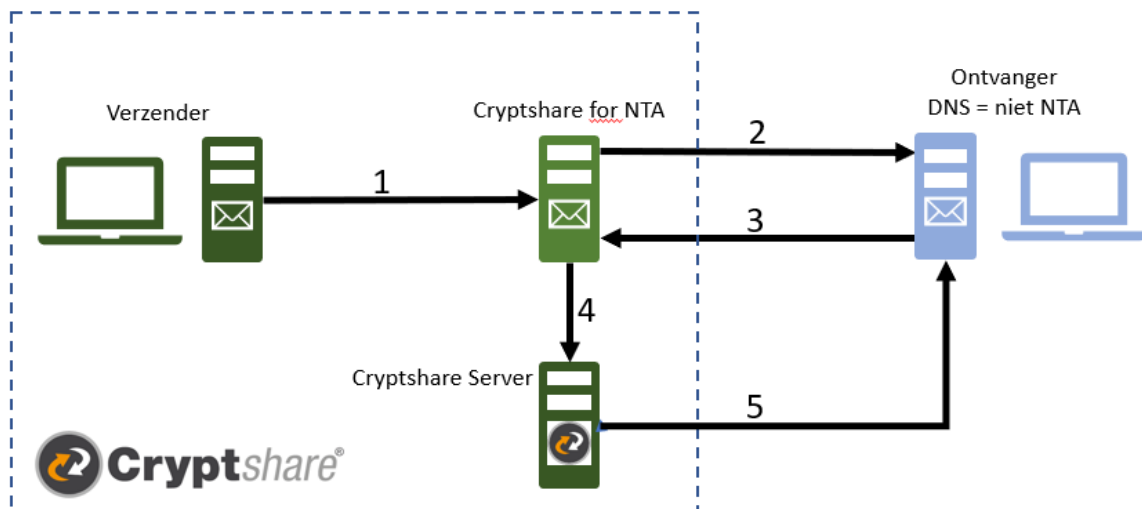 Verzender
Cryptshare for NTA
Ontvanger
DNS = niet NTA
1
2
3
4
Cryptshare Server
5
Cryptshare®